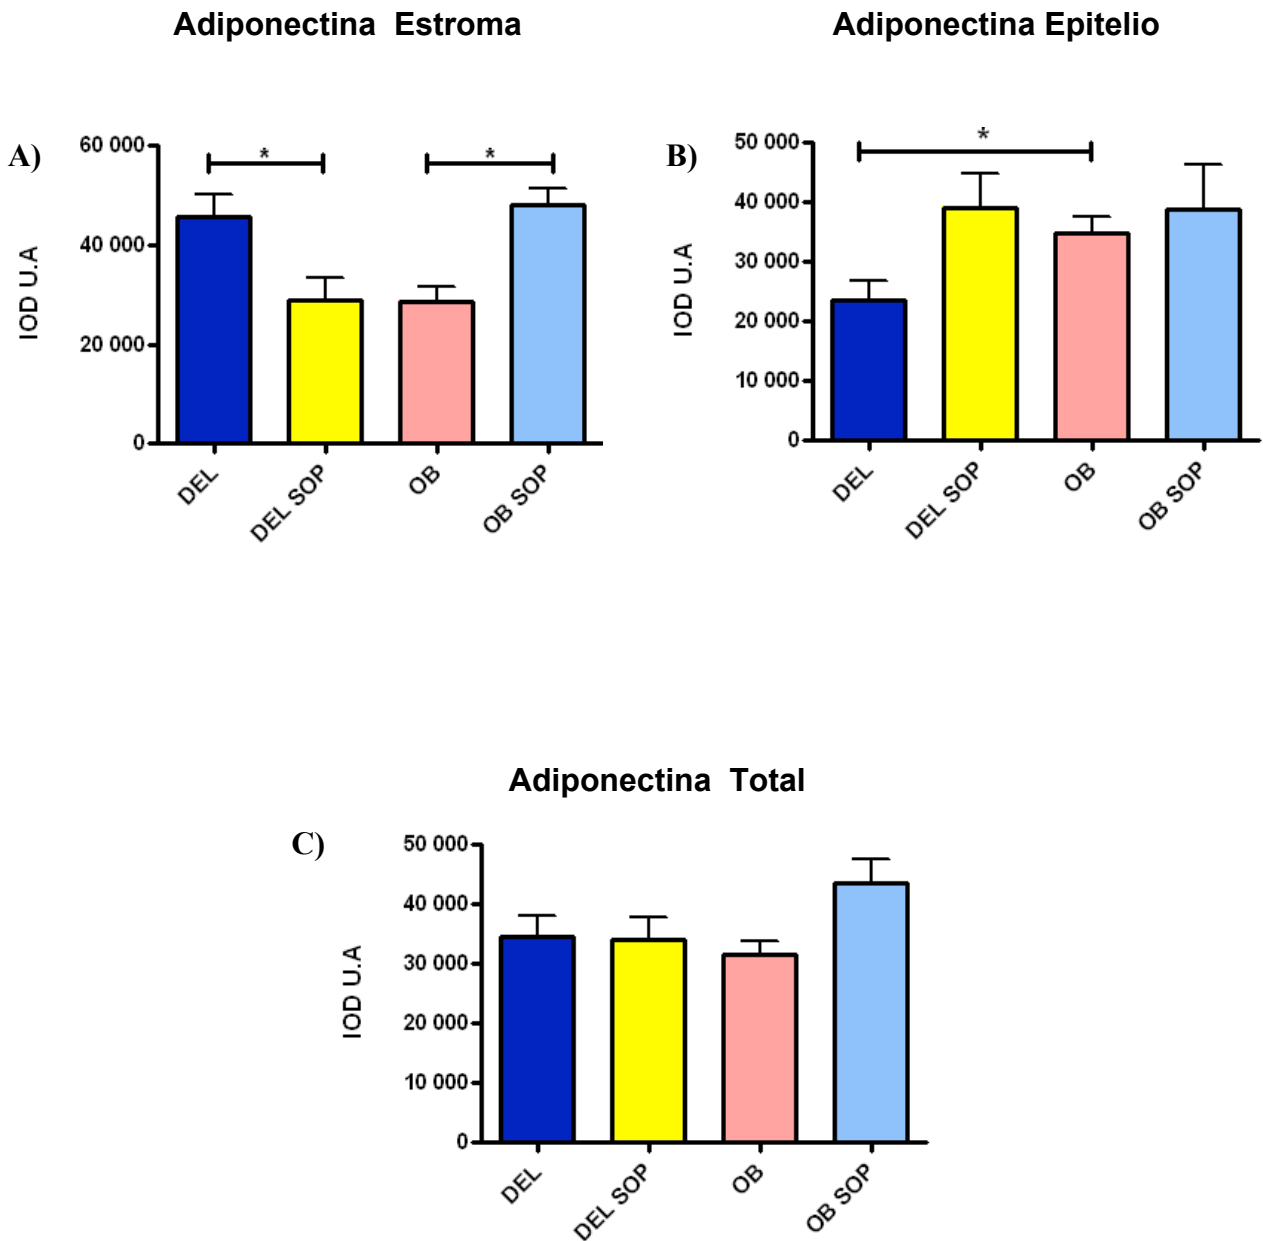 Adiponectina Estroma
Adiponectina Epitelio
A)
60 000
40 000
20 000
0
IOD U.A
*
*
DEL
DEL SOP
OB
OB SOP
B)
50 000
40 000
30 000
20 000
10 000
0
IOD U.A
*
DEL
DEL SOP
OB
OB SOP
Adiponectina Total
C)
50 000
40 000
30 000
20 000
10 000
0
IOD U.A
DEL
DEL SOP
OB
OB SOP